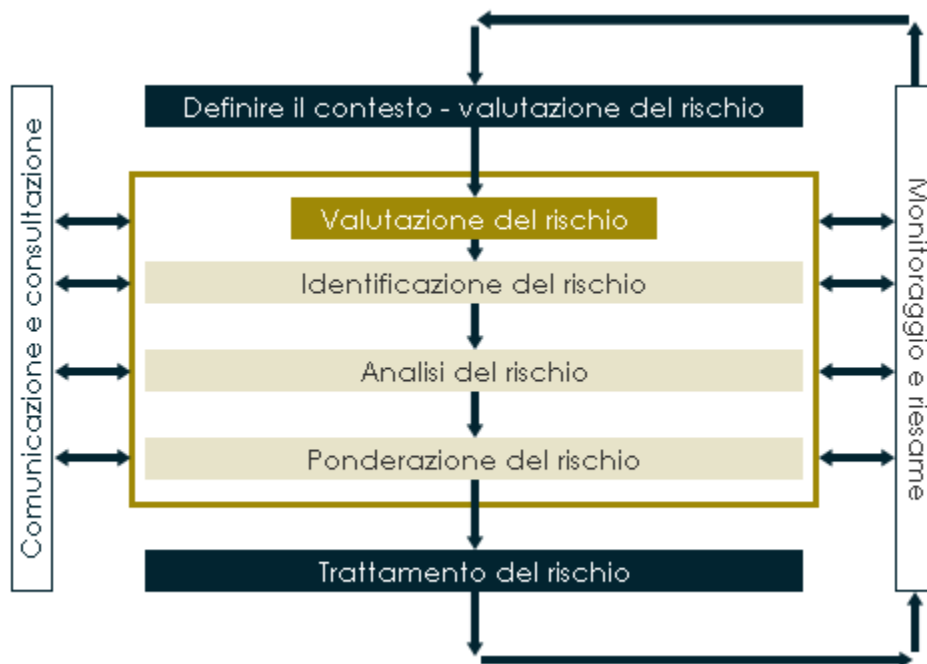 Definire il contesto - valutazione del rischio
Comunicazione e consultazione
Valutazione del rischio
Identificazione del rischio
Analisi del rischio
Ponderazione del rischio
Monitoraggio e riesame
Trattamento del rischio